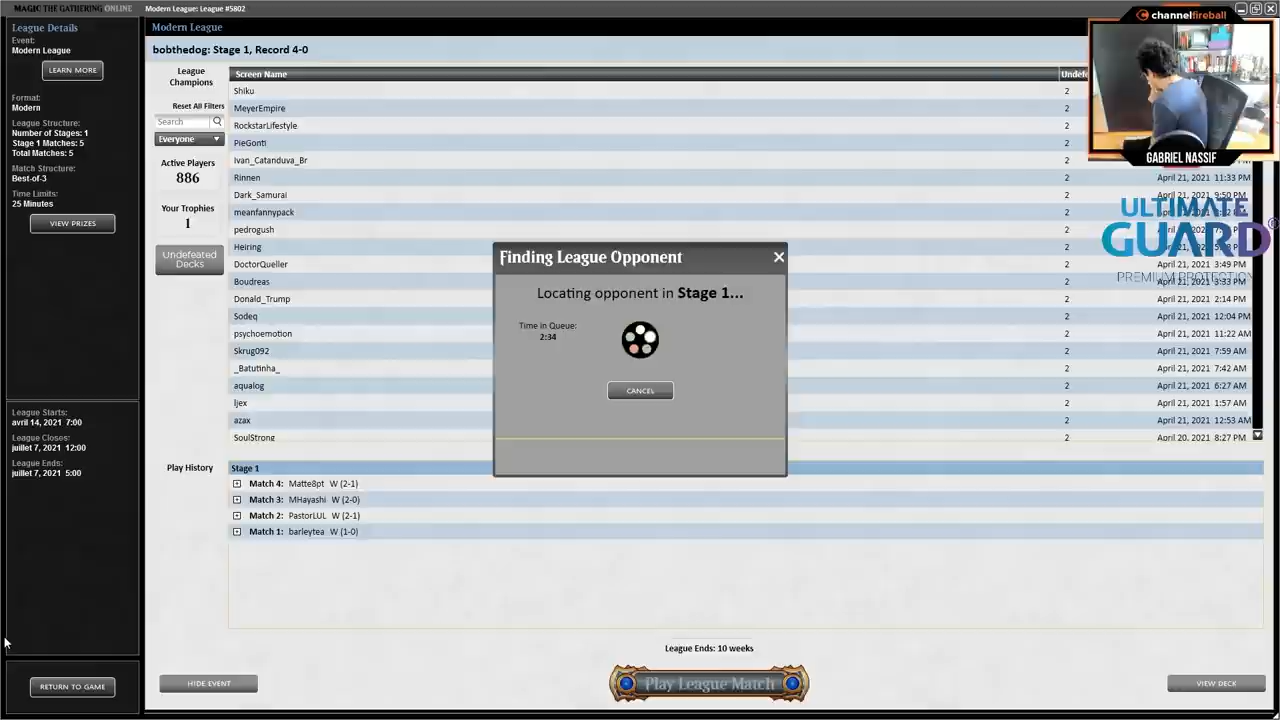 MAGIC THE GATHERING ONLINE
Modern League: League #5802
League Details
Event:
Modern League
LEARN MORE
Format:
Modern
League Structure:
Number of Stages: 1
Stage 1 Matches: 5
Total Matches: 5
Match Structure:
Best-of-3
Time Limits:
25 Minutes
VIEW PRIZES
League Starts:
avril 14, 2021 7:00
League Closes:
juillet 7, 2021 12:00
League Ends:
juillet 7, 2021 5:00
RETURN TO GAME
Modern League
bobthedog: Stage 1, Record 4-0
League
Champions
Reset All Filters
Search
Everyone
Active Players
886
Your Trophies
1
Undefeated
Decks
Screen Name
Shiku 2
MeyerEmpire 2
RockstarLifestyle 2
PieGonti 2
Ivan_Catanduva_Br 2
Rinnen 2 April 21, 2021 11:33 PM
Dark_Samurai 2 April 21, 2021 9:50 PM
meanfannypack 2
pedrogush 2
Heiring 2
DoctorQueller 2 April 21, 2021 3:49 PM
Boudreas 2 April 21, 2021 3:33 PM
Donald_Trump 2 April 21, 2021 2:14 PM
Sodeq 2 April 21, 2021 12:04 PM
psychoemotion 2 April 21, 2021 11:22 AM
Skrug092 2 April 21, 2021 7:59 AM
_Batutinha_ 2 April 21, 2021 7:42 AM
aqualog 2 April 21, 2021 6:27 AM
ljex 2 April 21, 2021 1:57 AM
azax 2 April 21, 2021 12:53 AM
SoulStrong 2 April 20, 2021 8:27 PM
channelfireball
GABRIEL NASSIF
ULTIMATE
GUARD
PREMIUM PROTECTION
Finding League Opponent
Locating opponent in Stage 1...
Time in Queue:
2:34
CANCEL
Play History
Stage 1
Match 4: Matte8pt W (2-1)
Match 3: MHayashi W (2-0)
Match 2: PastorLUL W (2-1)
Match 1: barleytea W (1-0)
League Ends: 10 weeks
HIDE EVENT
Play League Match
VIEW DECK